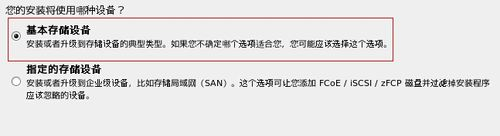 您的安装将使用哪种设备？
基本存储设备
安装或者升级到存储设备的典型类型。如果您不确定哪个选项适合您，您可能应该选择这个选项。
指定的存储设备
安装或者升级到企业级设备，比如存储局域网（SAN）。这个选项可让您添加 FCoE / iSCSI / zFCP 磁盘并过滤掉安装程序
应该忽略的设备。